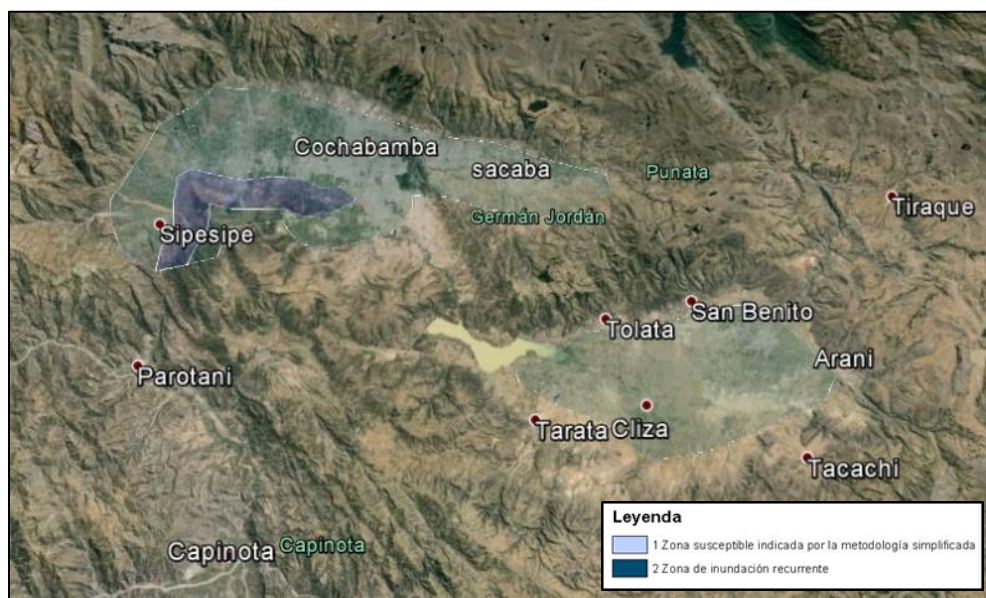 Cochabamba
sacaba
Punata
Tiraque
Germán Jordán
Sipesipe
San Benito
Tolata
Arani
Parotani
Tarata
Cliza
Tacachi
Capinota
Capinota
Leyenda
1 Zona susceptible indicada por la metodología simplificada
2 Zona de inundación recurrente